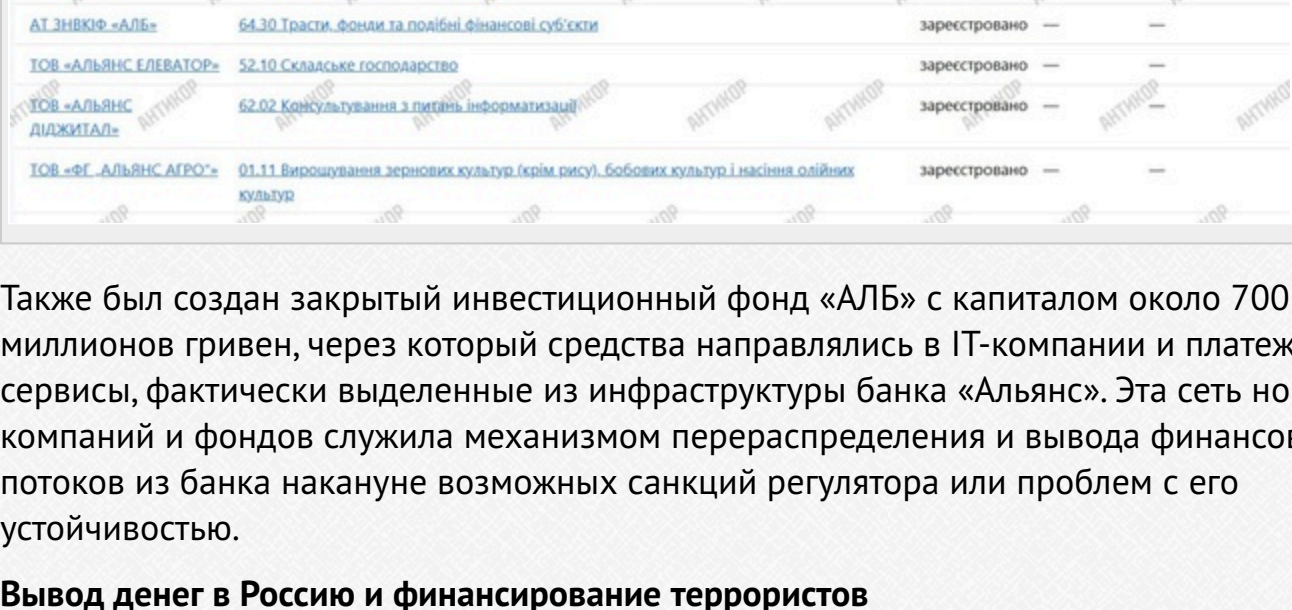 АТ ЗНВКІФ «АЛБ» 64.30 Трасти, фонди та подібні фінансові суб'єкти зареєстровано — —
ТОВ «АЛЬЯНС ЕЛЕВАТОР» 52.10 Складське господарство зареєстровано — —
ТОВ «АЛЬЯНС ДІДЖИТАЛ» 62.02 Консультування з питань інформатизації зареєстровано — —
ТОВ «ФГ „АЛЬЯНС АГРО"» 01.11 Вирощування зернових культур (крім рису), бобових культур і насіння олійних культур зареєстровано — —
АНТИКОР
Также был создан закрытый инвестиционный фонд «АЛБ» с капиталом около 700
миллионов гривен, через который средства направлялись в IT-компании и платеж
сервисы, фактически выделенные из инфраструктуры банка «Альянс». Эта сеть но
компаний и фондов служила механизмом перераспределения и вывода финансов
потоков из банка накануне возможных санкций регулятора или проблем с его
устойчивостью.
Вывод денег в Россию и финансирование террористов